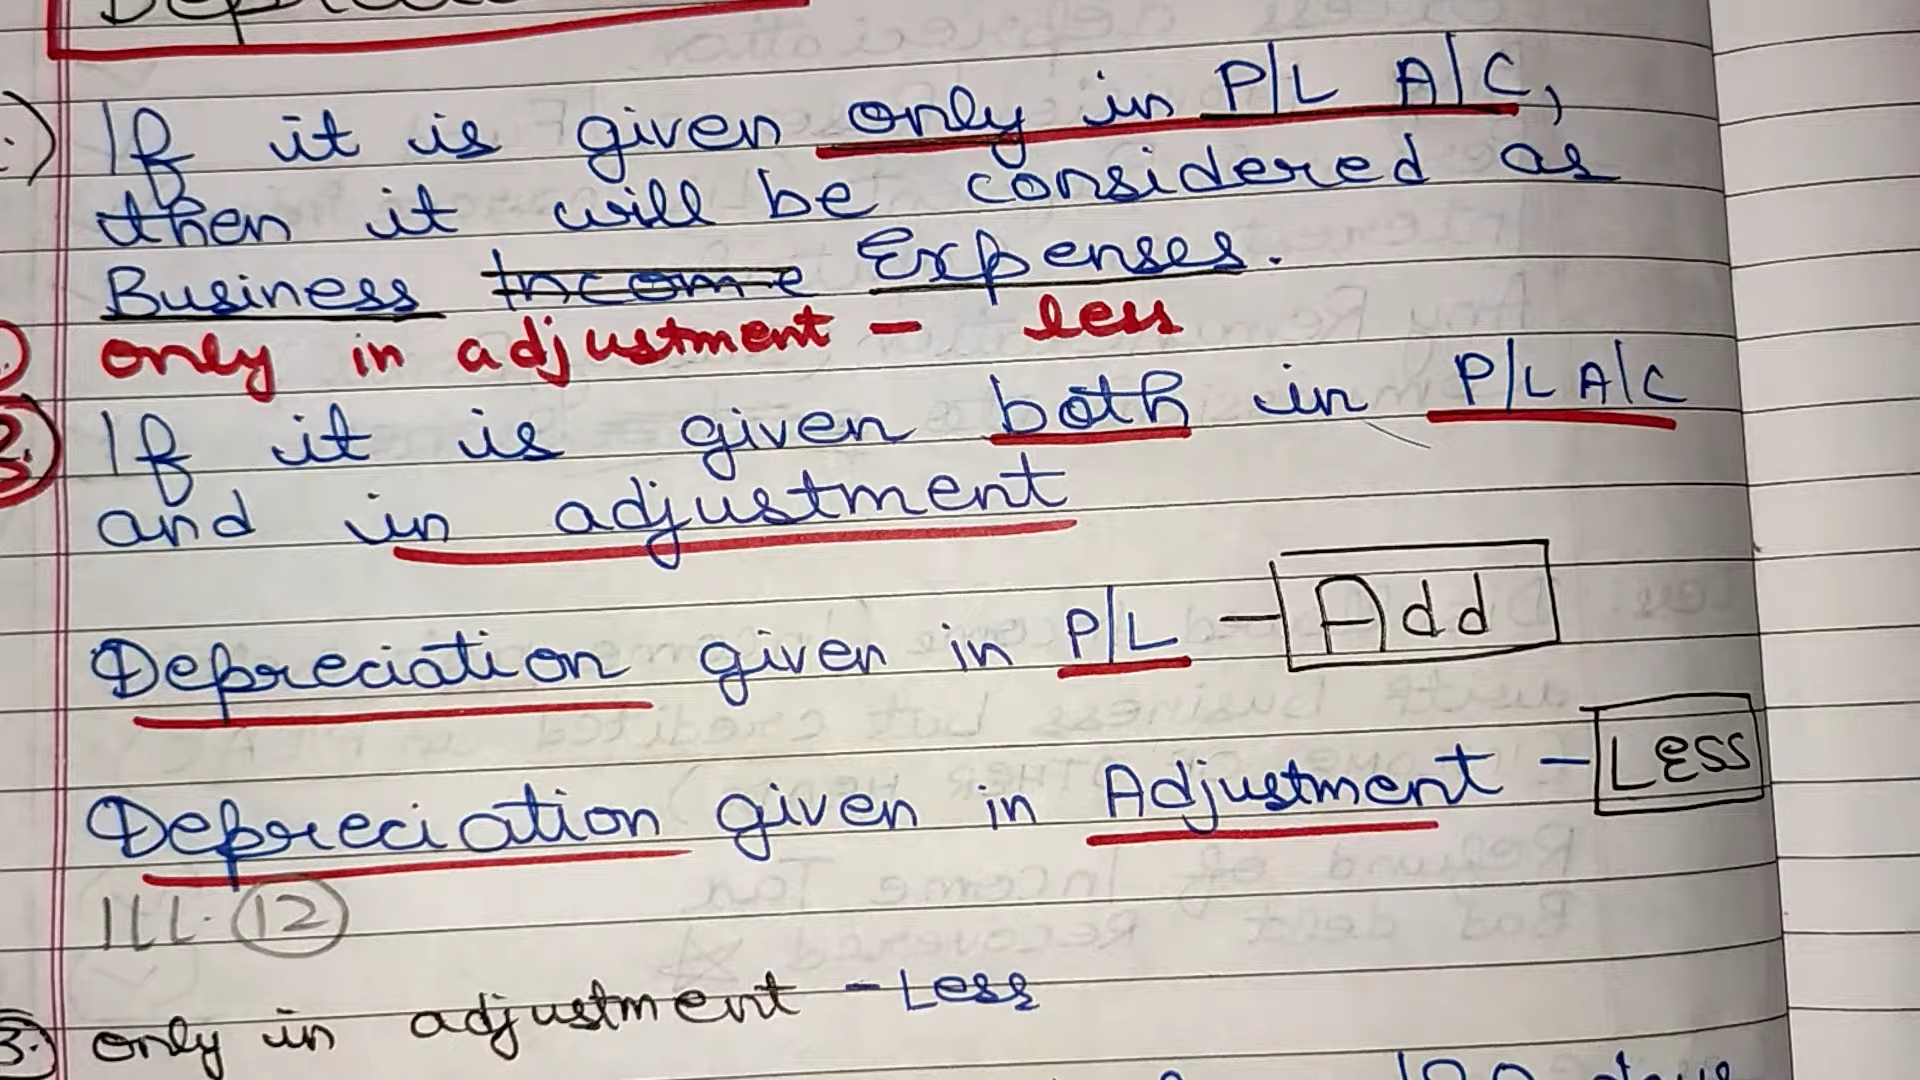 If it is given only in P/L A/C,
then it will be considered as
Business Income Expenses.
only in adjustment - less
2.) If it is given both in P/L A/C
and in adjustment
Depreciation given in P/L - Add
Depreciation given in Adjustment - Less
ILL. 12
3. only in adjustment - Less